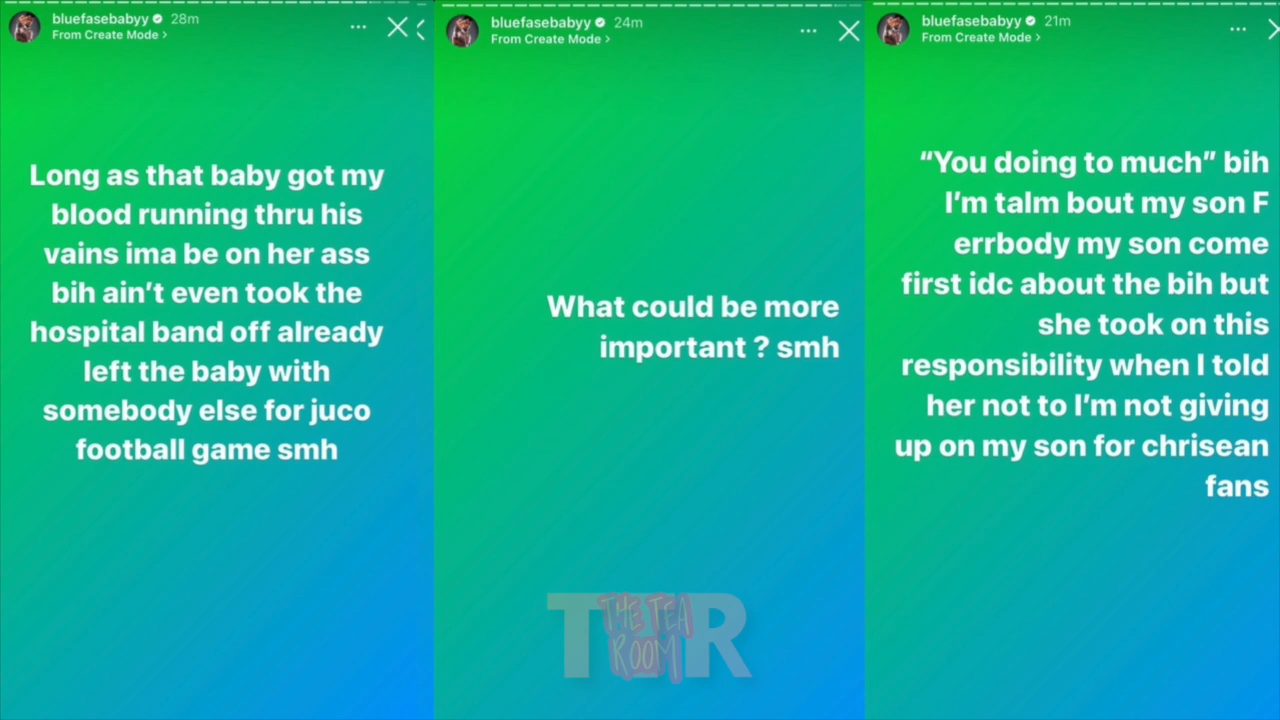 bluefasebabyy 28m
From Create Mode >
Long as that baby got my
blood running thru his
vains ima be on her ass
bih ain't even took the
hospital band off already
left the baby with
somebody else for juco
football game smh
bluefasebabyy 24m
From Create Mode >
What could be more
important ? smh
THE TEA
ROOM
TR
bluefasebabyy 21m
From Create Mode >
“You doing to much” bih
I'm talm bout my son F
errbody my son come
first idc about the bih but
she took on this
responsibility when I told
her not to I'm not giving
up on my son for chrisean
fans